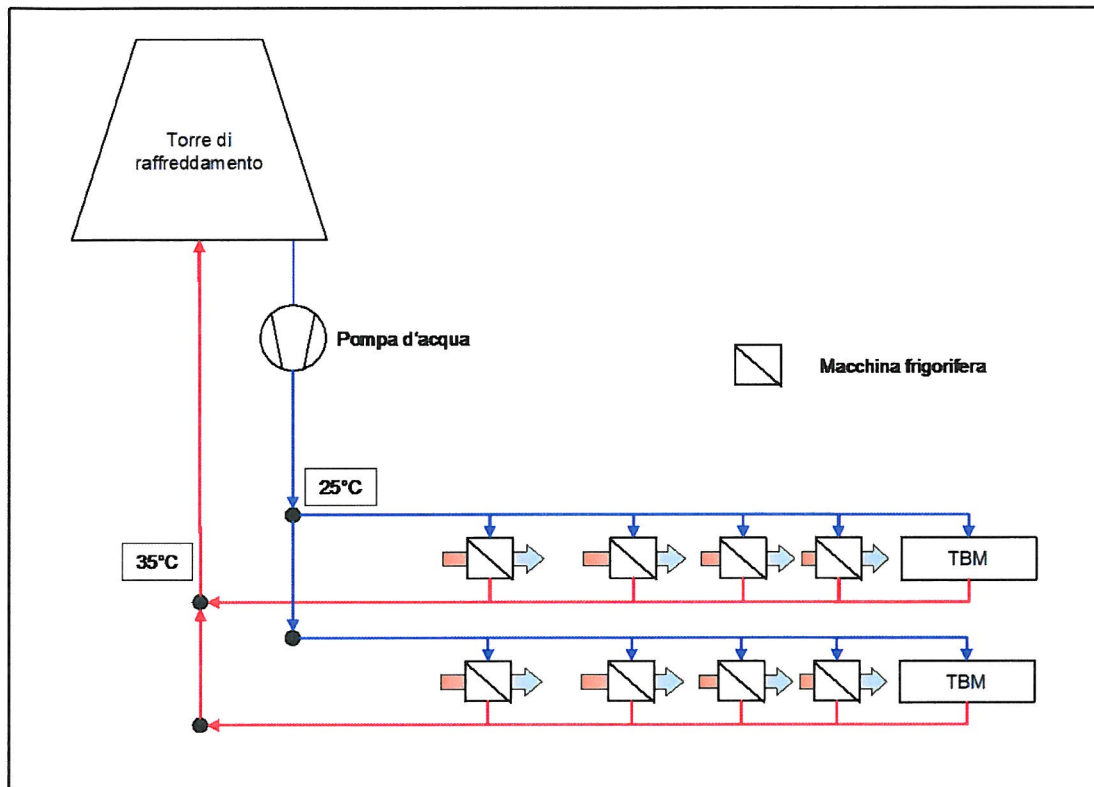 Torre di
raffreddamento
Pompa d'acqua
Macchina frigorifera
25°C
35°C
TBM
TBM